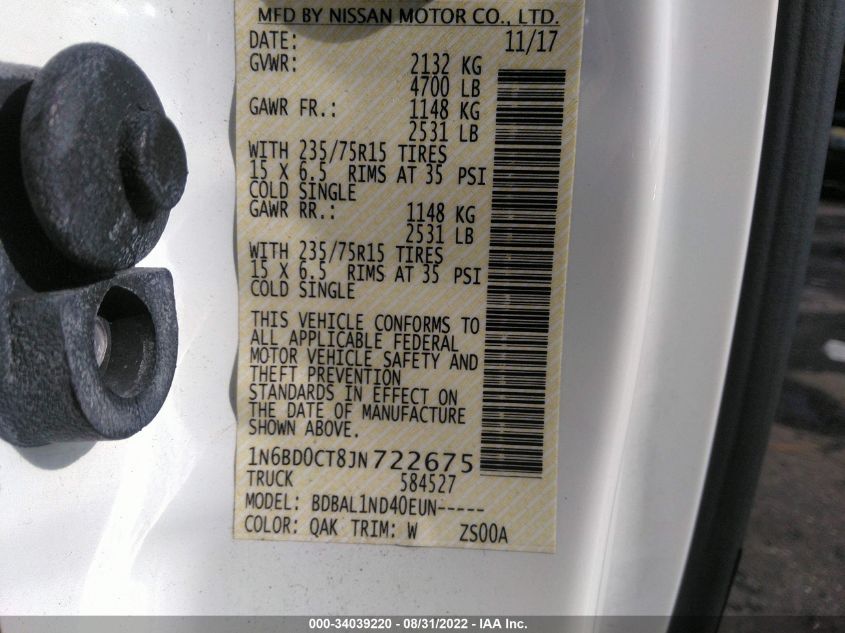 MFD BY NISSAN MOTOR CO., LTD.
DATE: 11/17
GVWR: 2132 KG
4700 LB
GAWR FR.: 1148 KG
2531 LB
WITH 235/75R15 TIRES
15 X 6.5 RIMS AT 35 PSI
COLD SINGLE
GAWR RR.: 1148 KG
2531 LB
WITH 235/75R15 TIRES
15 X 6.5 RIMS AT 35 PSI
COLD SINGLE
THIS VEHICLE CONFORMS TO
ALL APPLICABLE FEDERAL
MOTOR VEHICLE SAFETY AND
THEFT PREVENTION
STANDARDS IN EFFECT ON
THE DATE OF MANUFACTURE
SHOWN ABOVE.
1N6BD0CT8JN722675
TRUCK 584527
MODEL: BDBAL1ND40EUN-----
COLOR: QAK TRIM: W ZS00A
000-34039220 - 08/31/2022 - IAA Inc.